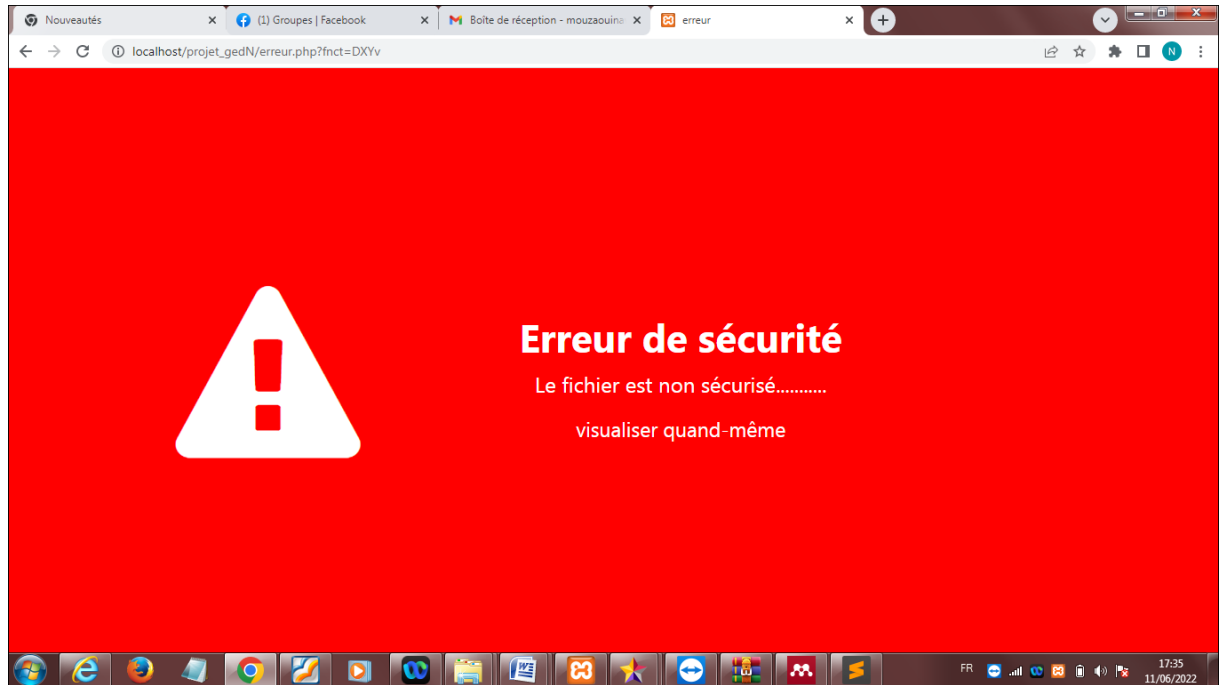 Nouveautés
(1) Groupes | Facebook
Boîte de réception - mouzaouina
erreur
localhost/projet_gedN/erreur.php?fnct=DXYv
N
Erreur de sécurité
Le fichier est non sécurisé...........
visualiser quand-même
FR
17:35
11/06/2022